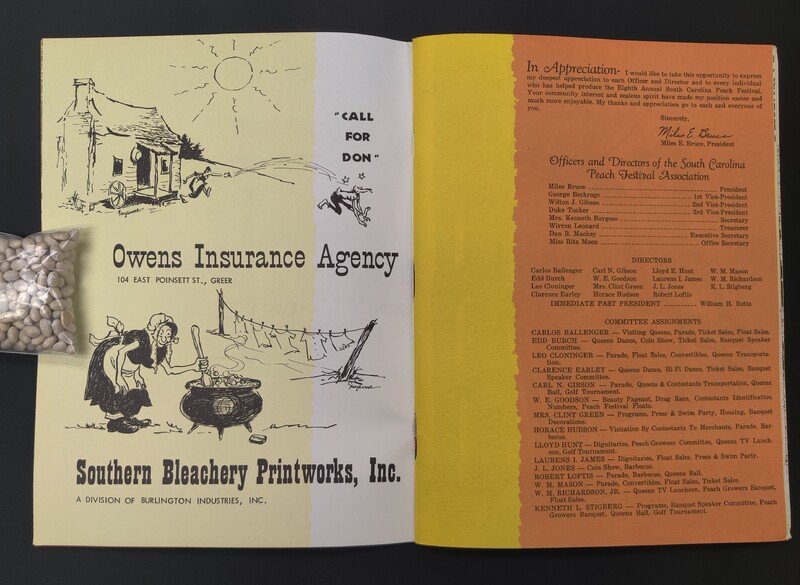 "CALL
FOR
DON"
Owens Insurance Agency
104 EAST POINSETT ST., GREER
Southern Bleachery Printworks, Inc.
A DIVISION OF BURLINGTON INDUSTRIES, INC.
In Appreciation- I would like to take this opportunity to express
my deepest appreciation to each Officer and Director and to every individual
who has helped produce the Eighth Annual South Carolina Peach Festival.
Your community interest and zealous spirit have made my position easier and
much more enjoyable. My thanks and appreciation go to each and everyone of
you.
Sincerely,
Miles E. Bruce
Miles E. Bruce, President
Officers and Directors of the South Carolina
Peach Festival Association
Miles Bruce President
George Beckroge 1st Vice-President
Wilton J. Gibson 2nd Vice-President
Duke Tucker 3rd Vice-President
Mrs. Kenneth Burgess Secretary
Wirron Leonard Treasurer
Dan B. Mackey Executive Secretary
Miss Rita Moon Office Secretary
DIRECTORS
Carlos Ballenger Carl N. Gibson Lloyd E. Hunt W. M. Mason
Edd Burch W. E. Goodson Laurens I. James W. M. Richardson
Leo Cloninger Mrs. Clint Green J. L. Jones K. L. Stigberg
Clarence Earley Horace Hudson Robert Loftis
IMMEDIATE PAST PRESIDENT William H. Betts
COMMITTEE ASSIGNMENTS
CARLOS BALLENGER — Visiting Queens, Parade, Ticket Sales, Float Sales.
EDD BURCH — Queens Dance, Coin Show, Ticket Sales, Banquet Speaker
Committee.
LEO CLONINGER — Parade, Float Sales, Convertibles, Queens Transporta-
tion.
CLARENCE EARLEY — Queens Dance, Hi-Fi Dance, Ticket Sales, Banquet
Speaker Committee.
CARL N. GIBSON — Parade, Queens & Contestants Transportation, Queens
Ball, Golf Tournament.
W. E. GOODSON — Beauty Pageant, Drag Race, Contestants Identification
Numbers, Peach Festival Floats.
MRS. CLINT GREEN — Programs, Press & Swim Party, Housing, Banquet
Decorations.
HORACE HUDSON — Visitation By Contestants To Merchants, Parade, Bar-
becue.
LLOYD HUNT — Dignitaries, Peach Growers Committee, Queens TV Lunch-
eon, Golf Tournament.
LAURENS I. JAMES — Dignitaries, Float Sales, Press & Swim Party.
J. L. JONES — Coin Show, Barbecue.
ROBERT LOFTIS — Parade, Barbecue, Queens Ball.
W. M. MASON — Parade, Convertibles, Float Sales, Ticket Sales.
W. M. RICHARDSON, JR. — Queens TV Luncheon, Peach Growers Banquet,
Float Sales.
KENNETH L. STIGBERG — Programs, Banquet Speaker Committee, Peach
Growers Banquet, Queens Ball, Golf Tournament.